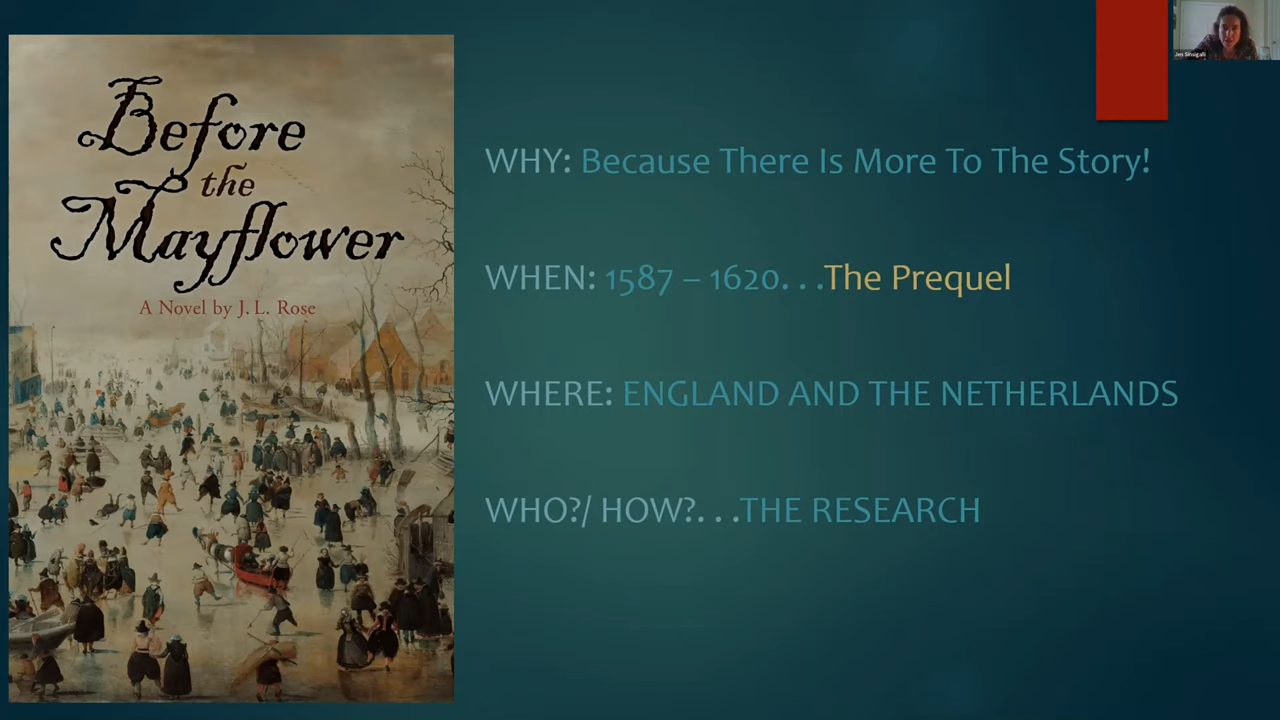 Before
the
Mayflower
A Novel by J. L. Rose
WHY: Because There Is More To The Story!
WHEN: 1587 – 1620. . .The Prequel
WHERE: ENGLAND AND THE NETHERLANDS
WHO?/ HOW?. . .THE RESEARCH